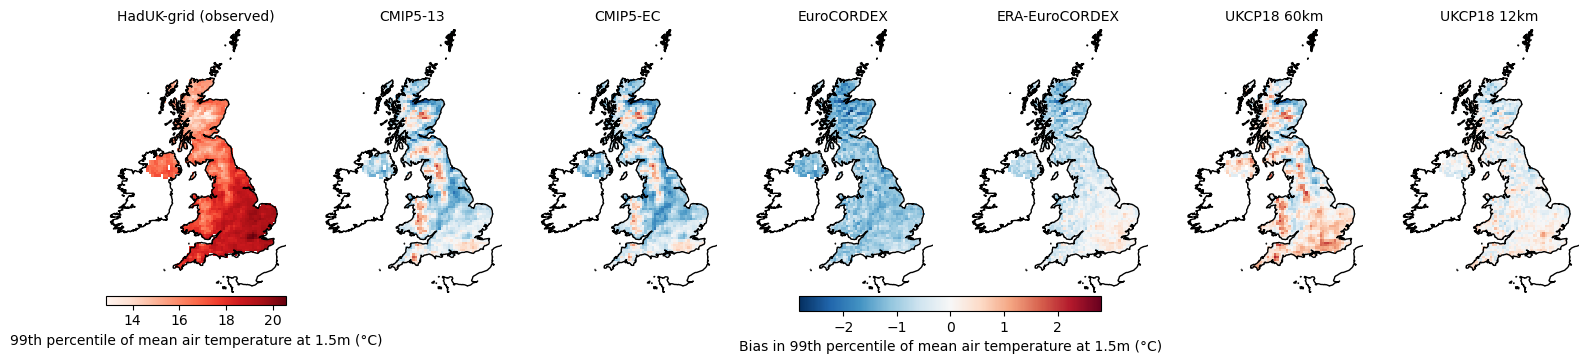 HadUK-grid (observed) CMIP5-13 CMIP5-EC EuroCORDEX ERA-EuroCORDEX UKCP18 60km UKCP18 12km
14 16 18 20
99th percentile of mean air temperature at 1.5m (°C)
−2 −1 0 1 2
Bias in 99th percentile of mean air temperature at 1.5m (°C)